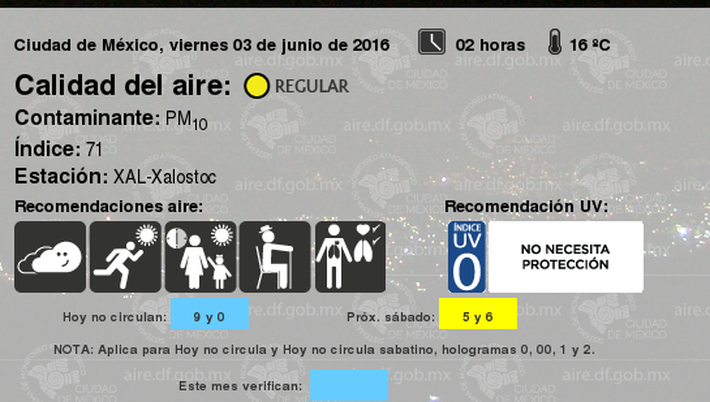 Ciudad de México, viernes 03 de junio de 2016 02 horas 16 ºC
Calidad del aire: REGULAR
Contaminante: PM10
Índice: 71
Estación: XAL-Xalostoc
Recomendaciones aire:
Recomendación UV:
ÍNDICE
UV
0
NO NECESITA
PROTECCIÓN
Hoy no circulan: 9 y 0 Próx. sábado: 5 y 6
NOTA: Aplica para Hoy no circula y Hoy no circula sabatino, hologramas 0, 00, 1 y 2.
Este mes verifican:
aire.df.gob.mx
CIUDAD
DE MÉXICO